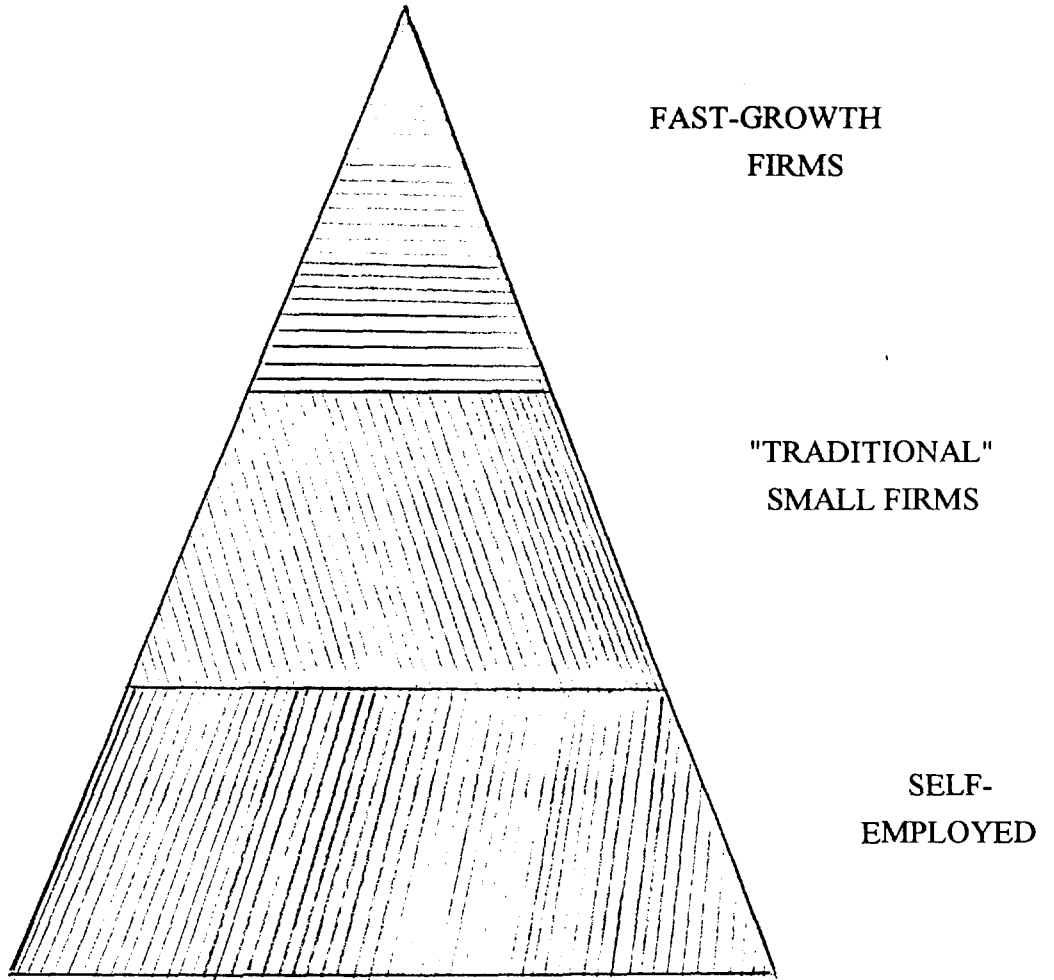 FAST-GROWTH
FIRMS
"TRADITIONAL"
SMALL FIRMS
SELF-
EMPLOYED